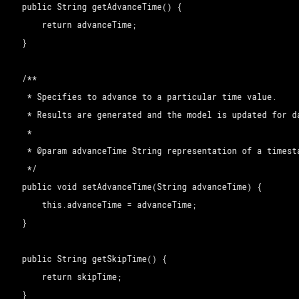 public String getAdvanceTime() {
return advanceTime;
}
/**
* Specifies to advance to a particular time value.
* Results are generated and the model is updated for
*
* @param advanceTime String representation of a
*/
public void setAdvanceTime(String advanceTime) {
this.advanceTime = advanceTime;
}
public String getSkipTime() {
return skipTime;
}